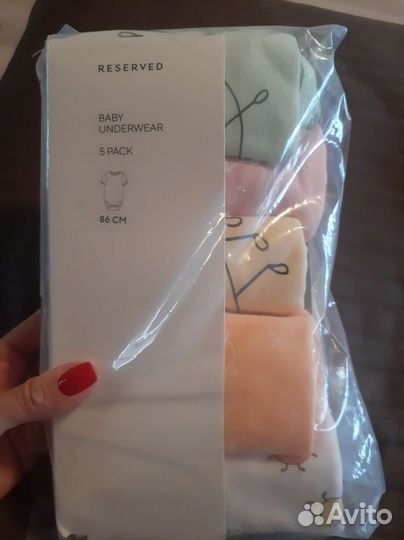 RESERVED
BABY
UNDERWEAR
5 PACK
86 CM
Avito